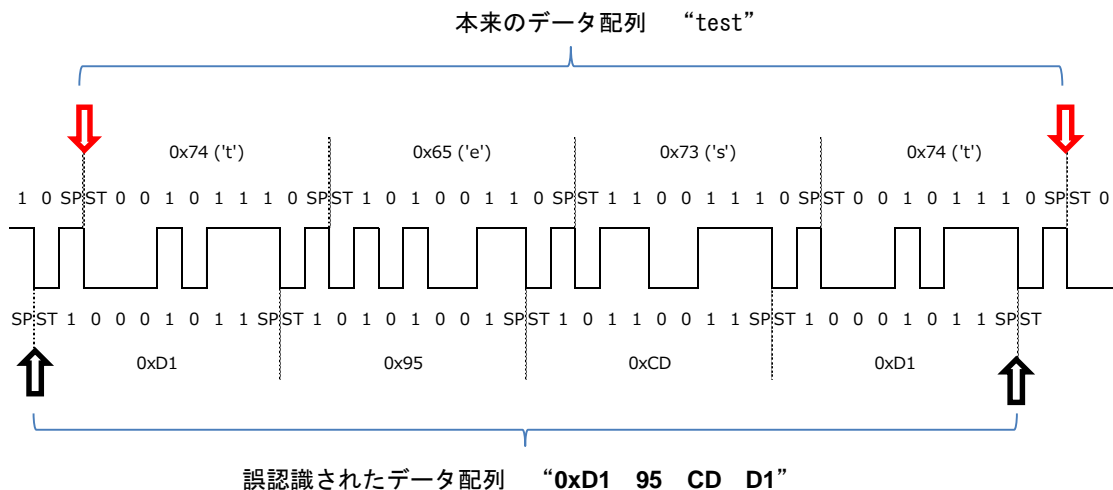 本来のデータ配列 “test”
0x74 ('t') 0x65 ('e') 0x73 ('s') 0x74 ('t')
1 0 SP ST 0 0 1 0 1 1 1 0 SP ST 1 0 1 0 0 1 1 0 SP ST 1 1 0 0 1 1 1 0 SP ST 0 0 1 0 1 1 1 0 SP ST 0
SP ST 1 0 0 0 1 0 1 1 SP ST 1 0 1 0 1 0 0 1 SP ST 1 0 1 1 0 0 1 1 SP ST 1 0 0 0 1 0 1 1 SP ST
0xD1 0x95 0xCD 0xD1
誤認識されたデータ配列 “0xD1 95 CD D1”